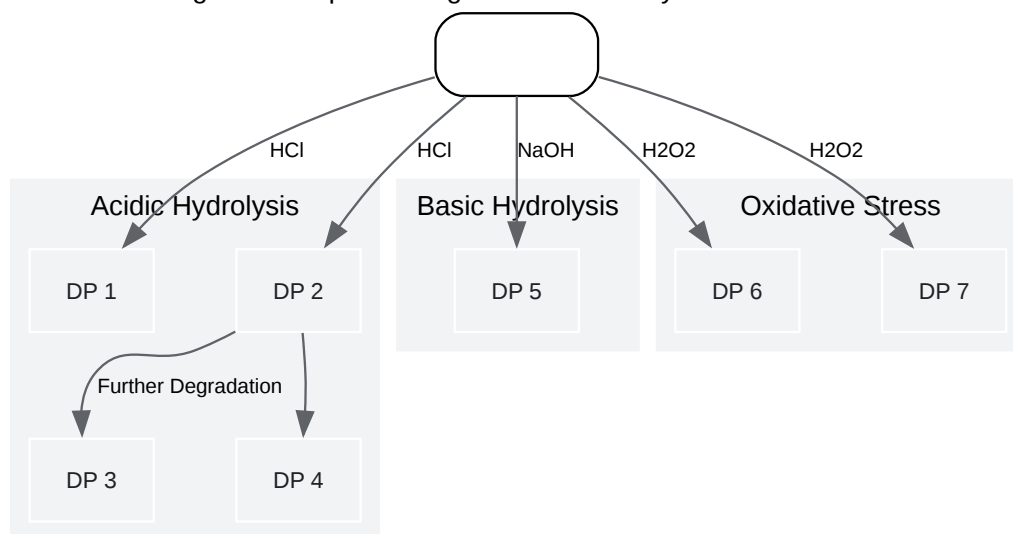 HCl
HCl
NaOH
H2O2
H2O2
Acidic Hydrolysis
Basic Hydrolysis
Oxidative Stress
DP 1
DP 2
DP 5
DP 6
DP 7
Further Degradation
DP 3
DP 4